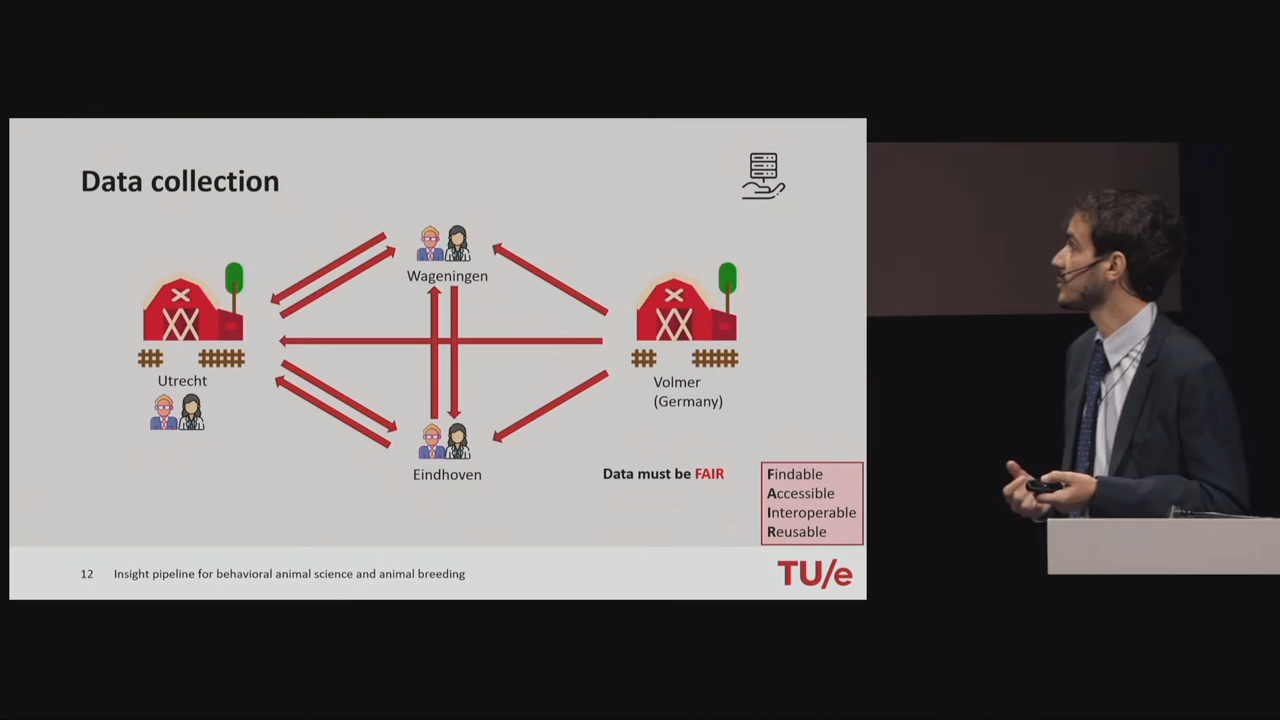 Data collection
Wageningen
Utrecht
Volmer
(Germany)
Eindhoven
Data must be FAIR
Findable
Accessible
Interoperable
Reusable
12 Insight pipeline for behavioral animal science and animal breeding
TU/e